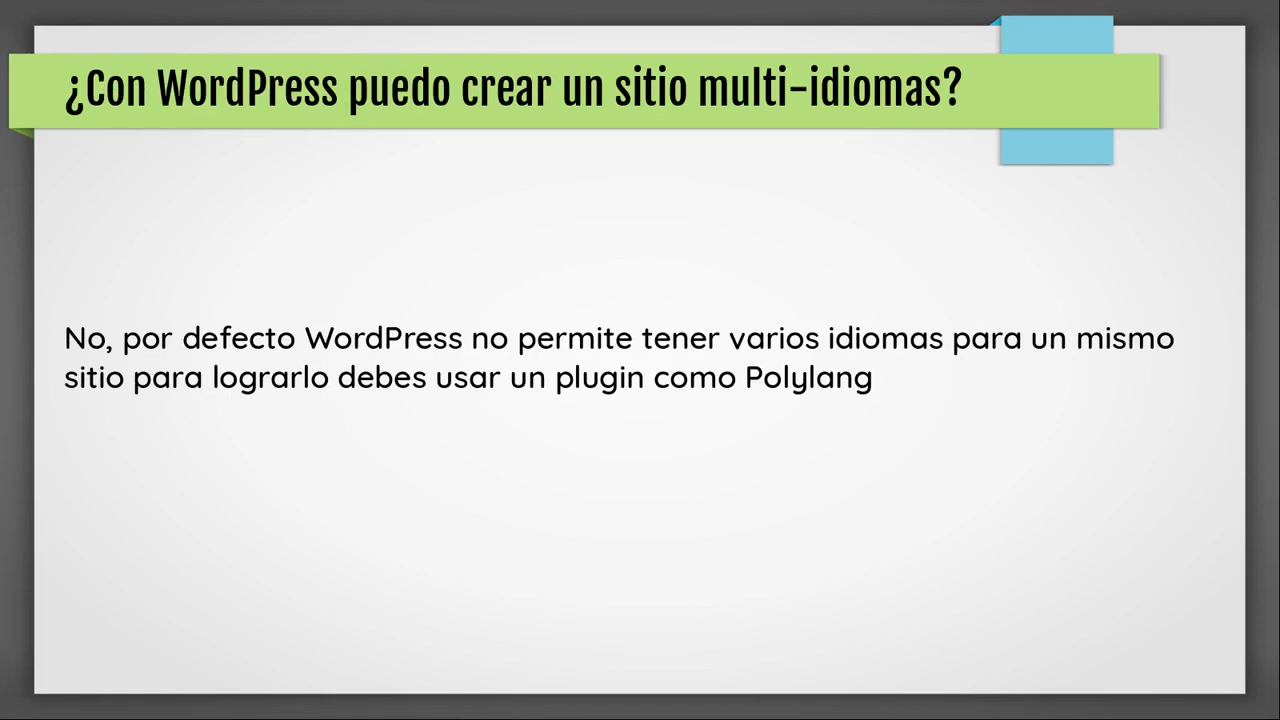 ¿Con WordPress puedo crear un sitio multi-idiomas?
No, por defecto WordPress no permite tener varios idiomas para un mismo
sitio para lograrlo debes usar un plugin como Polylang